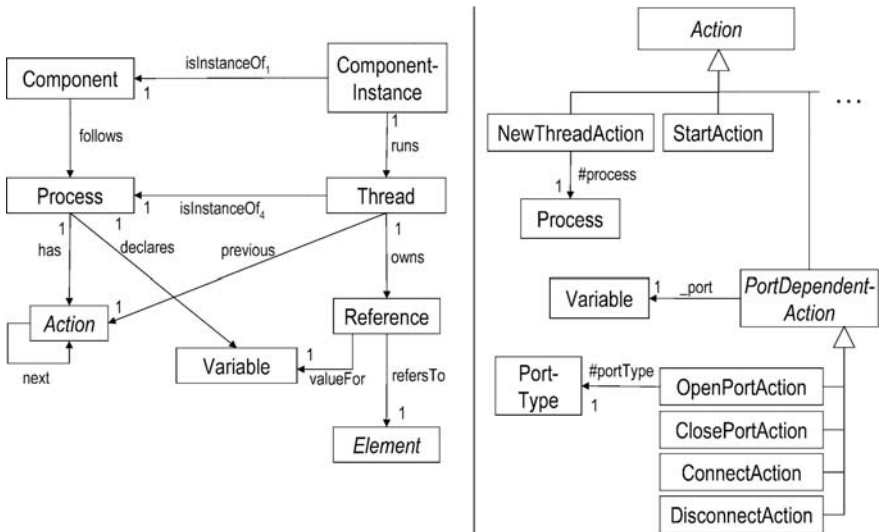 isInstanceOf1
Component
1
Component-
Instance
1
follows
runs
1
Process
1
isInstanceOf4
Thread
1
1
1
has
declares
previous
owns
1
1
Action
next
Reference
Variable
1
valueFor
refersTo
1
Element
Action
...
NewThreadAction
StartAction
#process
1
Process
Variable
1
_port
PortDependent-
Action
Port-
Type
#portType
1
OpenPortAction
ClosePortAction
ConnectAction
DisconnectAction